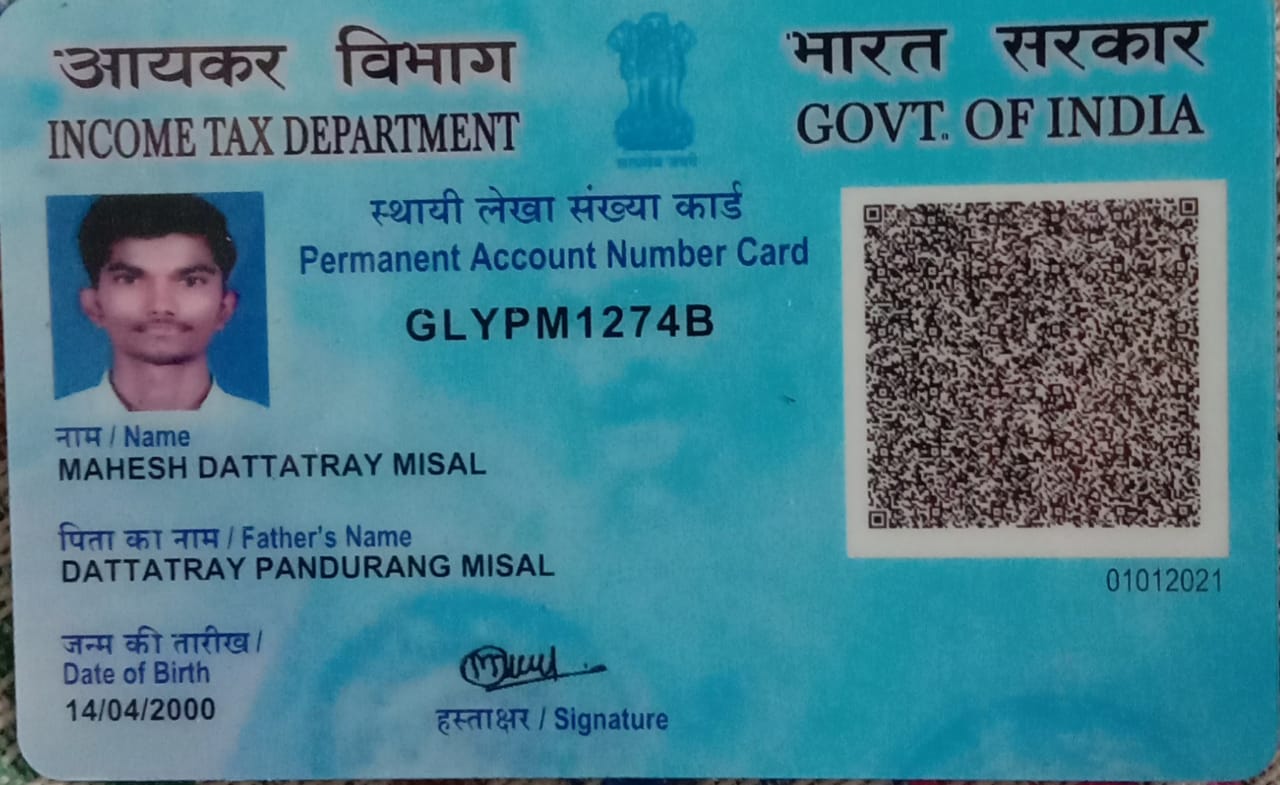 आयकर विभाग
INCOME TAX DEPARTMENT
भारत सरकार
GOVT. OF INDIA
सत्यमेव जयते
स्थायी लेखा संख्या कार्ड
Permanent Account Number Card
GLYPM1274B
नाम / Name
MAHESH DATTATRAY MISAL
पिता का नाम / Father's Name
DATTATRAY PANDURANG MISAL
जन्म की तारीख /
Date of Birth
14/04/2000
हस्ताक्षर / Signature
01012021